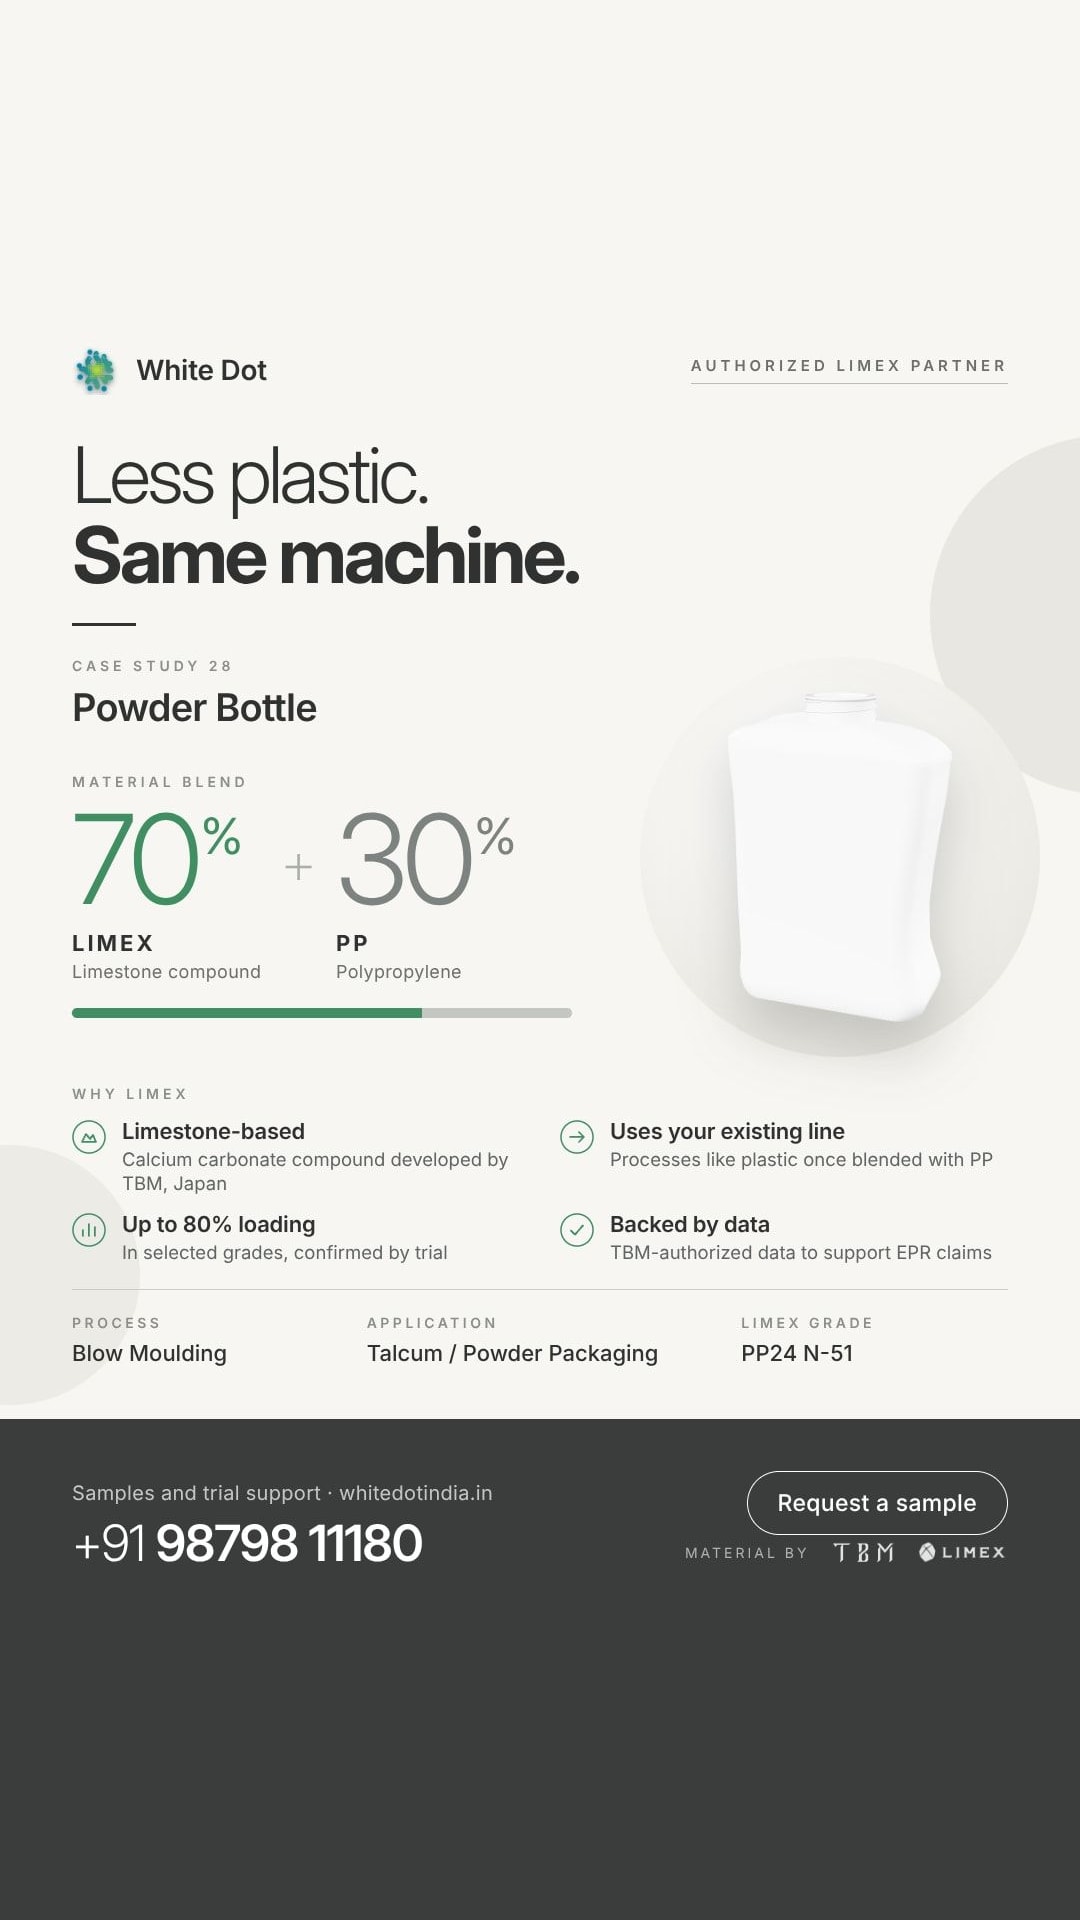 White Dot
AUTHORIZED LIMEX PARTNER
Less plastic.
Same machine.
CASE STUDY 28
Powder Bottle
MATERIAL BLEND
70% + 30%
LIMEX
Limestone compound
PP
Polypropylene
WHY LIMEX
Limestone-based
Calcium carbonate compound developed by
TBM, Japan
Uses your existing line
Processes like plastic once blended with PP
Up to 80% loading
In selected grades, confirmed by trial
Backed by data
TBM-authorized data to support EPR claims
PROCESS
Blow Moulding
APPLICATION
Talcum / Powder Packaging
LIMEX GRADE
PP24 N-51
Samples and trial support · whitedotindia.in
+91 98798 11180
Request a sample
MATERIAL BY TBM LIMEX